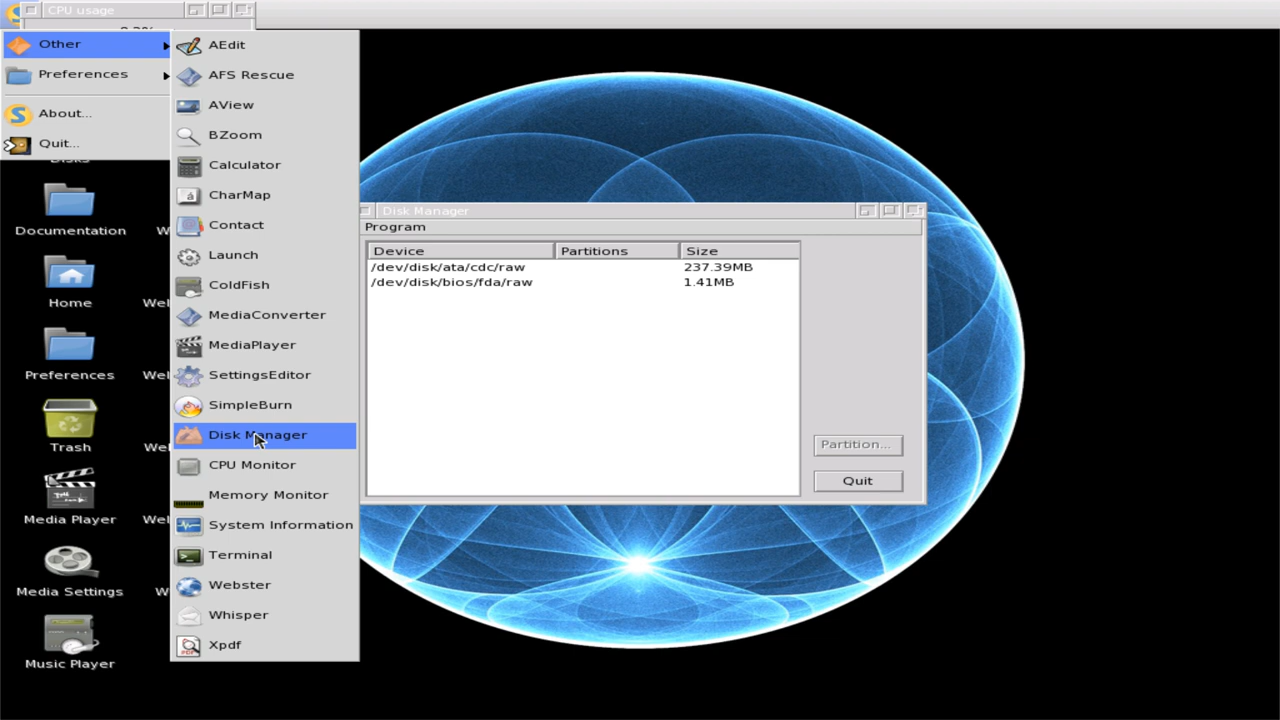 CPU usage
Other
Preferences
About...
Quit...
AEdit
AFS Rescue
AView
BZoom
Calculator
CharMap
Contact
Launch
ColdFish
MediaConverter
MediaPlayer
SettingsEditor
SimpleBurn
Disk Manager
CPU Monitor
Memory Monitor
System Information
Terminal
Webster
Whisper
Xpdf
Disks
Documentation
Home
Preferences
Trash
Media Player
Media Settings
Music Player
Disk Manager
Program
Device Partitions Size
/dev/disk/ata/cdc/raw 237.39MB
/dev/disk/bios/fda/raw 1.41MB
Partition...
Quit